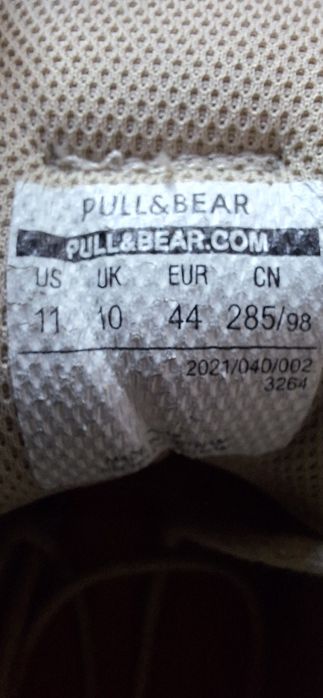 PULL&BEAR
PULL&BEAR.COM
US UK EUR CN
11 10 44 285/98
2021/040/002
3264